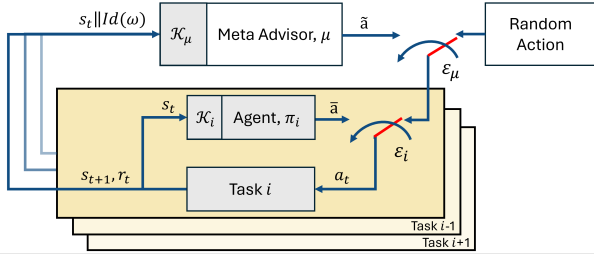 s_t||Id(ω)
𝒦_μ
Meta Advisor, μ
ã
Random
Action
ε_μ
s_t
𝒦_i
Agent, π_i
ā
ε_i
s_{t+1}, r_t
Task i
a_t
Task i-1
Task i+1